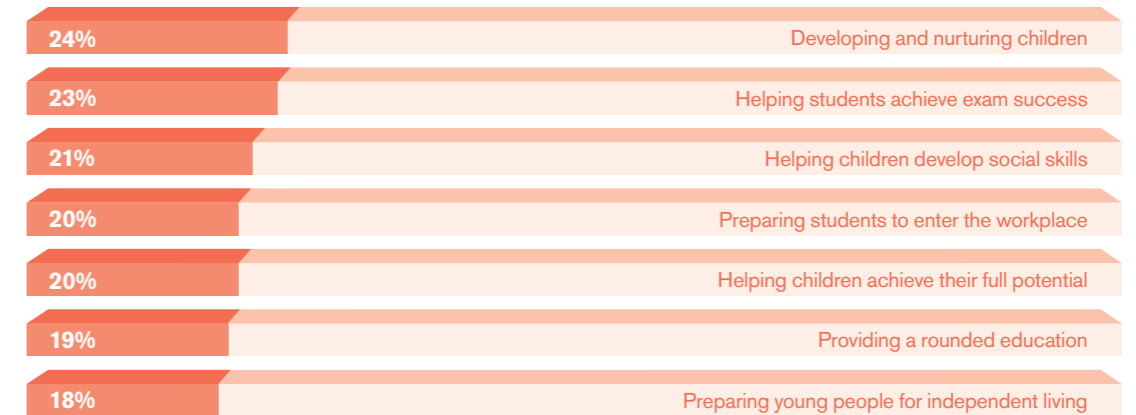 24% Developing and nurturing children
23% Helping students achieve exam success
21% Helping children develop social skills
20% Preparing students to enter the workplace
20% Helping children achieve their full potential
19% Providing a rounded education
18% Preparing young people for independent living